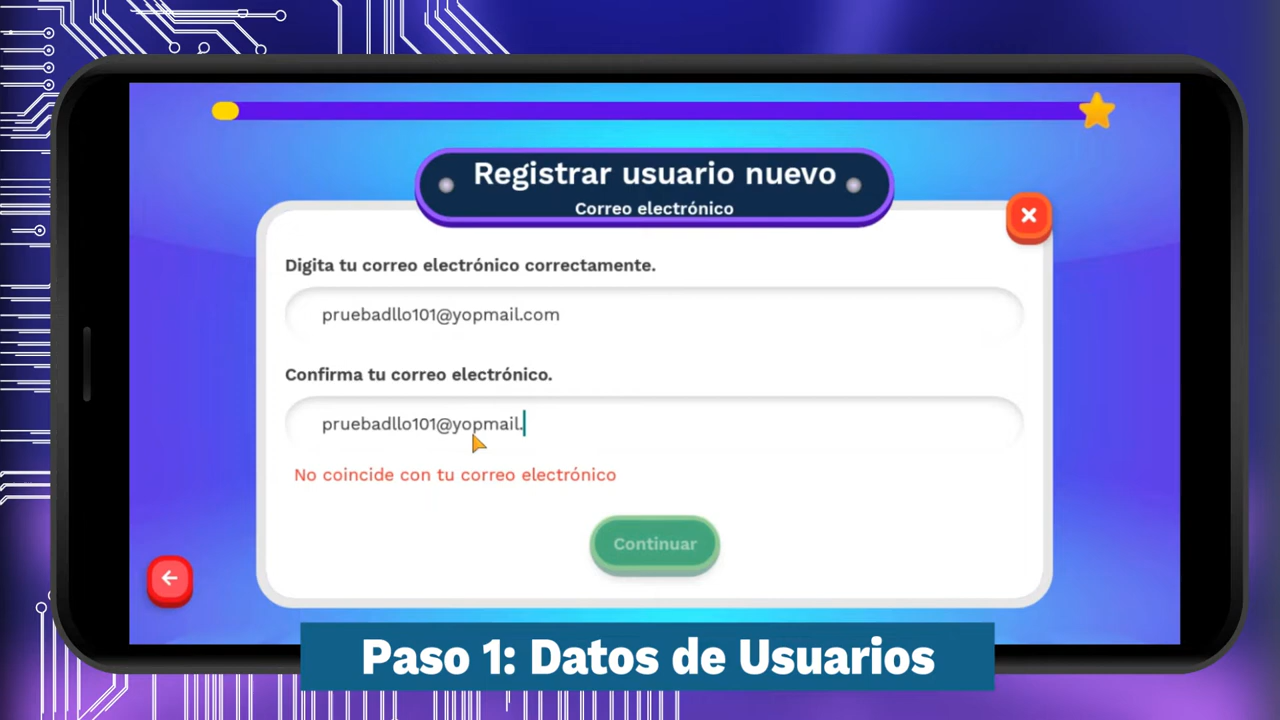 Registrar usuario nuevo
Correo electrónico
Digita tu correo electrónico correctamente.
pruebadllo101@yopmail.com
Confirma tu correo electrónico.
pruebadllo101@yopmail.
No coincide con tu correo electrónico
Continuar
Paso 1: Datos de Usuarios